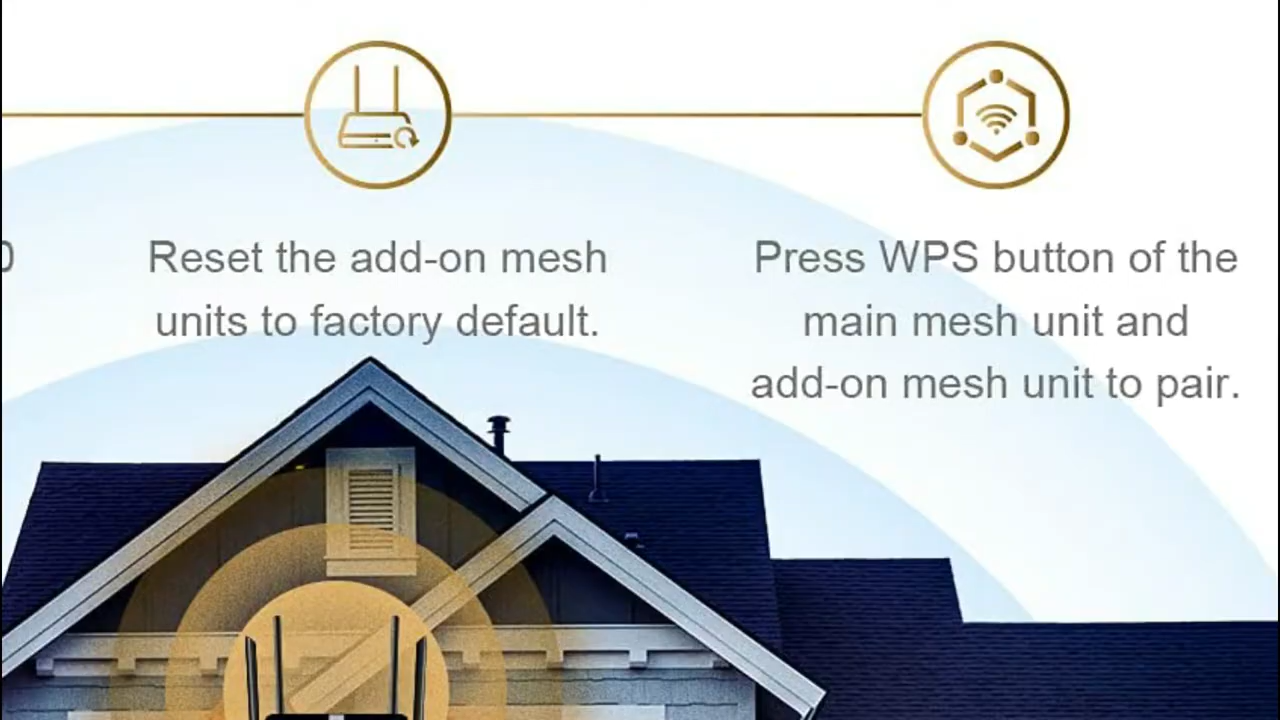 Reset the add-on mesh
units to factory default.
Press WPS button of the
main mesh unit and
add-on mesh unit to pair.